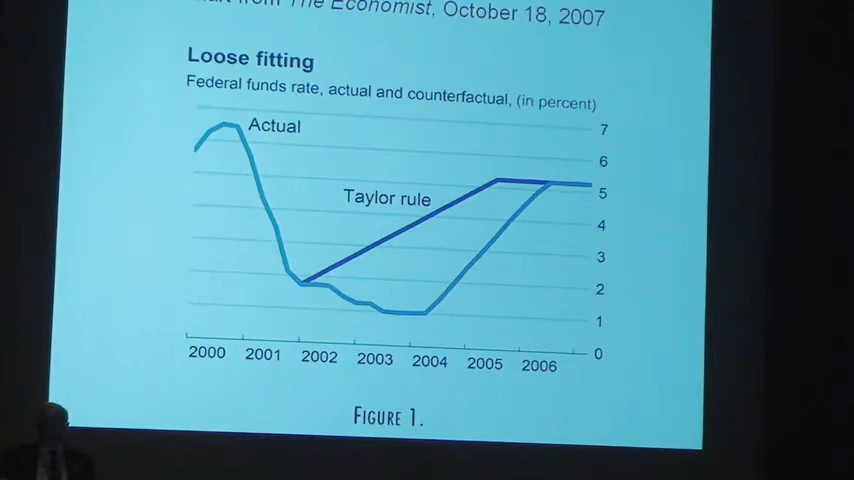 from The Economist, October 18, 2007
Loose fitting
Federal funds rate, actual and counterfactual, (in percent)
Actual
Taylor rule
7
6
5
4
3
2
1
0
2000 2001 2002 2003 2004 2005 2006
FIGURE 1.